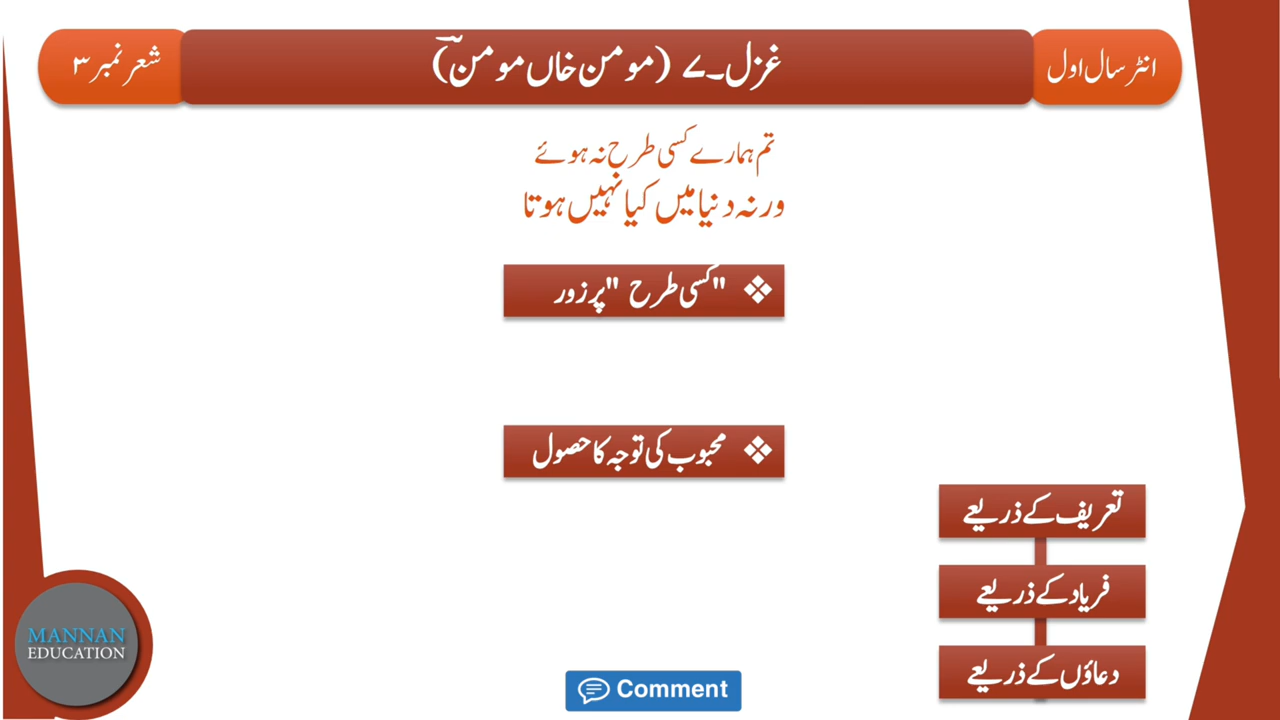 انٹر سال اول
غزل۔۷ (مومن خاں مومنؔ)
شعر نمبر ۳
تم ہمارے کسی طرح نہ ہوئے
ورنہ دنیا میں کیا نہیں ہوتا
❖ "کسی طرح " پر زور
❖ محبوب کی توجہ کا حصول
تعریف کے ذریعے
فریاد کے ذریعے
دعاؤں کے ذریعے
MANNAN
EDUCATION
Comment